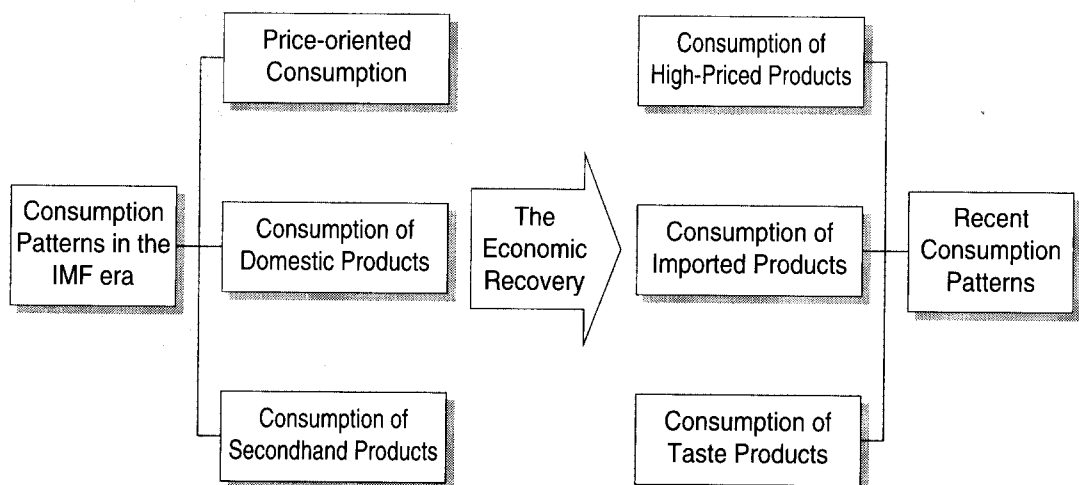 Price-oriented
Consumption
Consumption of
High-Priced Products
Consumption
Patterns in the
IMF era
Consumption of
Domestic Products
The
Economic
Recovery
Consumption of
Imported Products
Recent
Consumption
Patterns
Consumption of
Secondhand Products
Consumption of
Taste Products